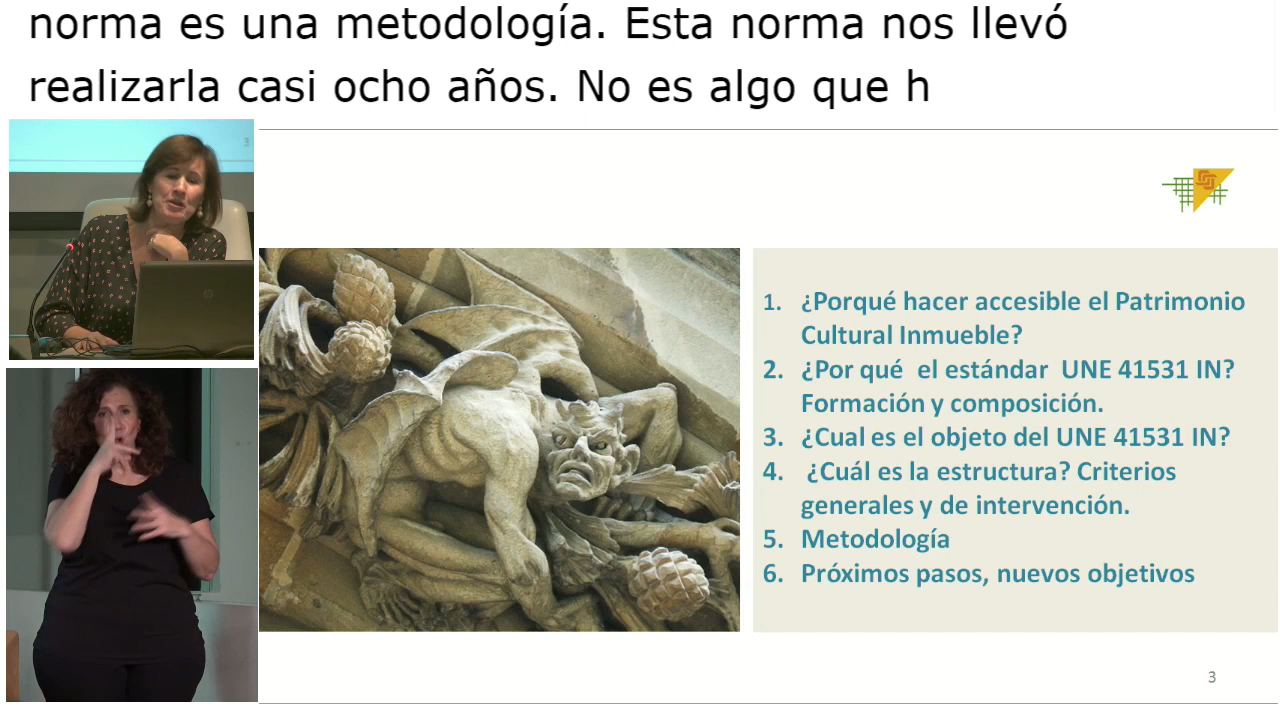 norma es una metodología. Esta norma nos llevó
realizarla casi ocho años. No es algo que h
1. ¿Porqué hacer accesible el Patrimonio
Cultural Inmueble?
2. ¿Por qué el estándar UNE 41531 IN?
Formación y composición.
3. ¿Cual es el objeto del UNE 41531 IN?
4. ¿Cuál es la estructura? Criterios
generales y de intervención.
5. Metodología
6. Próximos pasos, nuevos objetivos
3